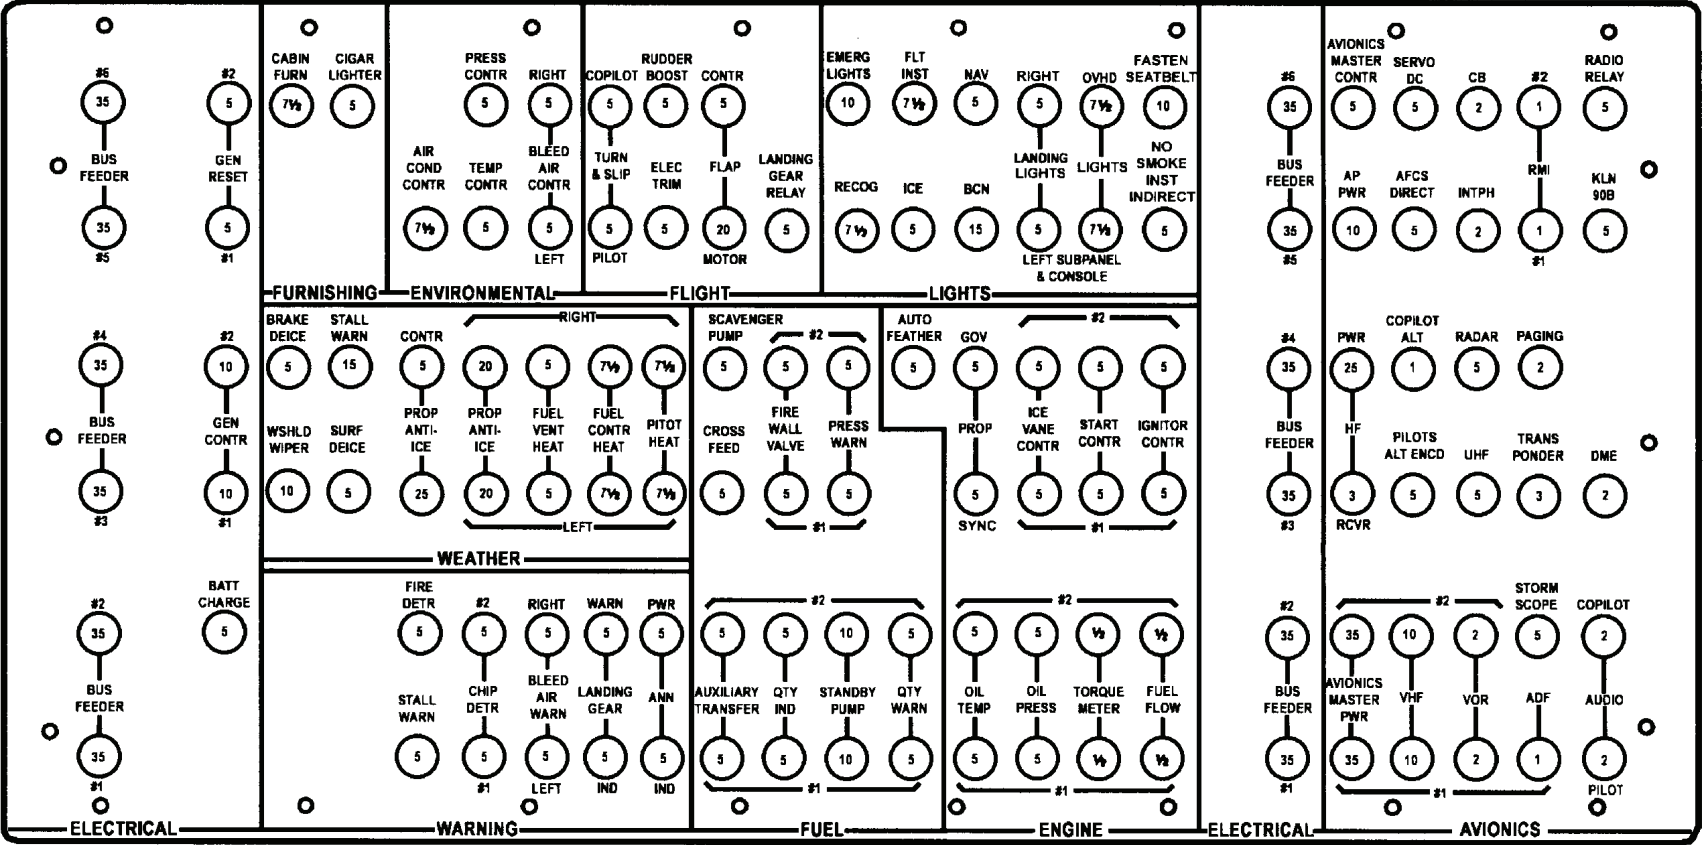 #6
35
BUS
FEEDER
35
#5
#2
5
GEN
RESET
5
#1
#4
35
BUS
FEEDER
35
#3
#2
10
GEN
CONTR
10
#1
#2
35
BUS
FEEDER
35
#1
BATT
CHARGE
5
ELECTRICAL
CABIN
FURN
7½
CIGAR
LIGHTER
5
FURNISHING
PRESS
CONTR
5
RIGHT
5
AIR
COND
CONTR
7½
TEMP
CONTR
5
BLEED
AIR
CONTR
5
LEFT
ENVIRONMENTAL
COPILOT
5
TURN
& SLIP
5
PILOT
RUDDER
BOOST
5
ELEC
TRIM
5
CONTR
5
FLAP
20
MOTOR
LANDING
GEAR
RELAY
5
FLIGHT
EMERG
LIGHTS
10
FLT
INST
7½
NAV
5
RIGHT
5
OVHD
7½
FASTEN
SEATBELT
10
RECOG
7½
ICE
5
BCN
15
LANDING
LIGHTS
5
LIGHTS
7½
NO
SMOKE
INST
INDIRECT
5
LEFT SUBPANEL
& CONSOLE
LIGHTS
BRAKE
DEICE
5
STALL
WARN
15
CONTR
5
RIGHT
20
5
7½
7½
WSHLD
WIPER
10
SURF
DEICE
5
PROP
ANTI-
ICE
25
PROP
ANTI-
ICE
20
FUEL
VENT
HEAT
5
FUEL
CONTR
HEAT
7½
PITOT
HEAT
7½
LEFT
WEATHER
FIRE
DETR
5
#2
5
RIGHT
5
WARN
5
PWR
5
STALL
WARN
5
CHIP
DETR
5
#1
BLEED
AIR
WARN
5
LEFT
LANDING
GEAR
5
IND
ANN
5
IND
WARNING
SCAVENGER
PUMP
5
#2
5
5
CROSS
FEED
5
FIRE
WALL
VALVE
5
PRESS
WARN
5
#1
#2
5
5
10
5
AUXILIARY
TRANSFER
QTY
IND
STANDBY
PUMP
QTY
WARN
5
5
10
5
#1
FUEL
AUTO
FEATHER
5
GOV
5
#2
5
5
5
PROP
5
SYNC
ICE
VANE
CONTR
5
START
CONTR
5
IGNITOR
CONTR
5
#1
#2
5
5
½
½
OIL
TEMP
OIL
PRESS
TORQUE
METER
FUEL
FLOW
5
5
½
½
#1
ENGINE
#6
35
BUS
FEEDER
35
#5
#4
35
BUS
FEEDER
35
#3
#2
35
BUS
FEEDER
35
#1
ELECTRICAL
AVIONICS
MASTER
CONTR
5
SERVO
DC
5
CB
2
#2
1
RADIO
RELAY
5
AP
PWR
10
AFCS
DIRECT
5
INTPH
2
RMI
1
#1
KLN
90B
5
PWR
25
COPILOT
ALT
1
RADAR
5
PAGING
2
HF
3
RCVR
PILOTS
ALT ENCD
5
UHF
5
TRANS
PONDER
3
DME
2
#2
35
10
2
STORM
SCOPE
5
COPILOT
2
AVIONICS
MASTER
PWR
35
VHF
10
VOR
2
ADF
1
AUDIO
2
PILOT
#1
AVIONICS